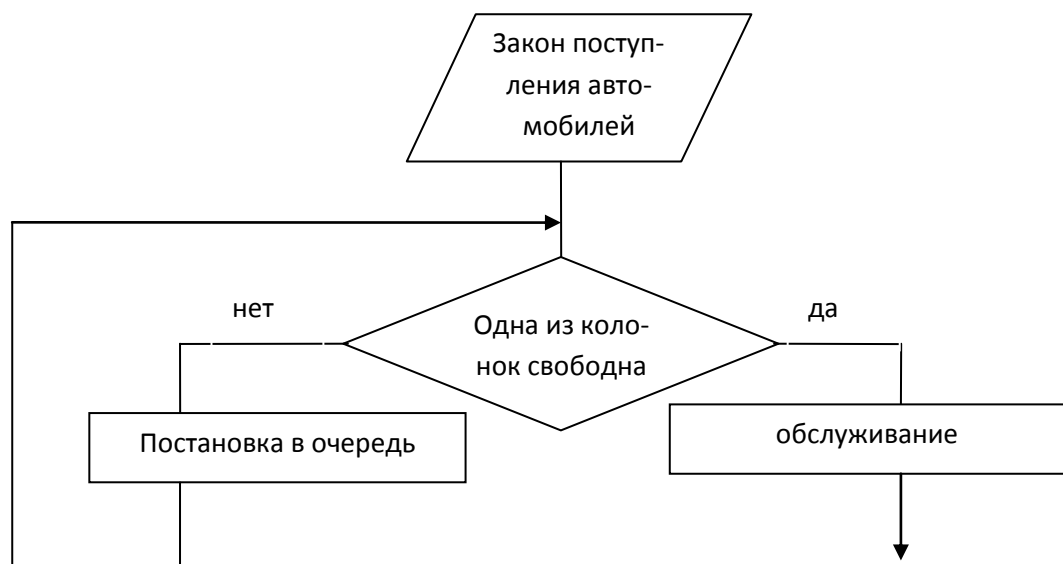 Закон поступ-
ления авто-
мобилей
нет
да
Одна из коло-
нок свободна
Постановка в очередь
обслуживание